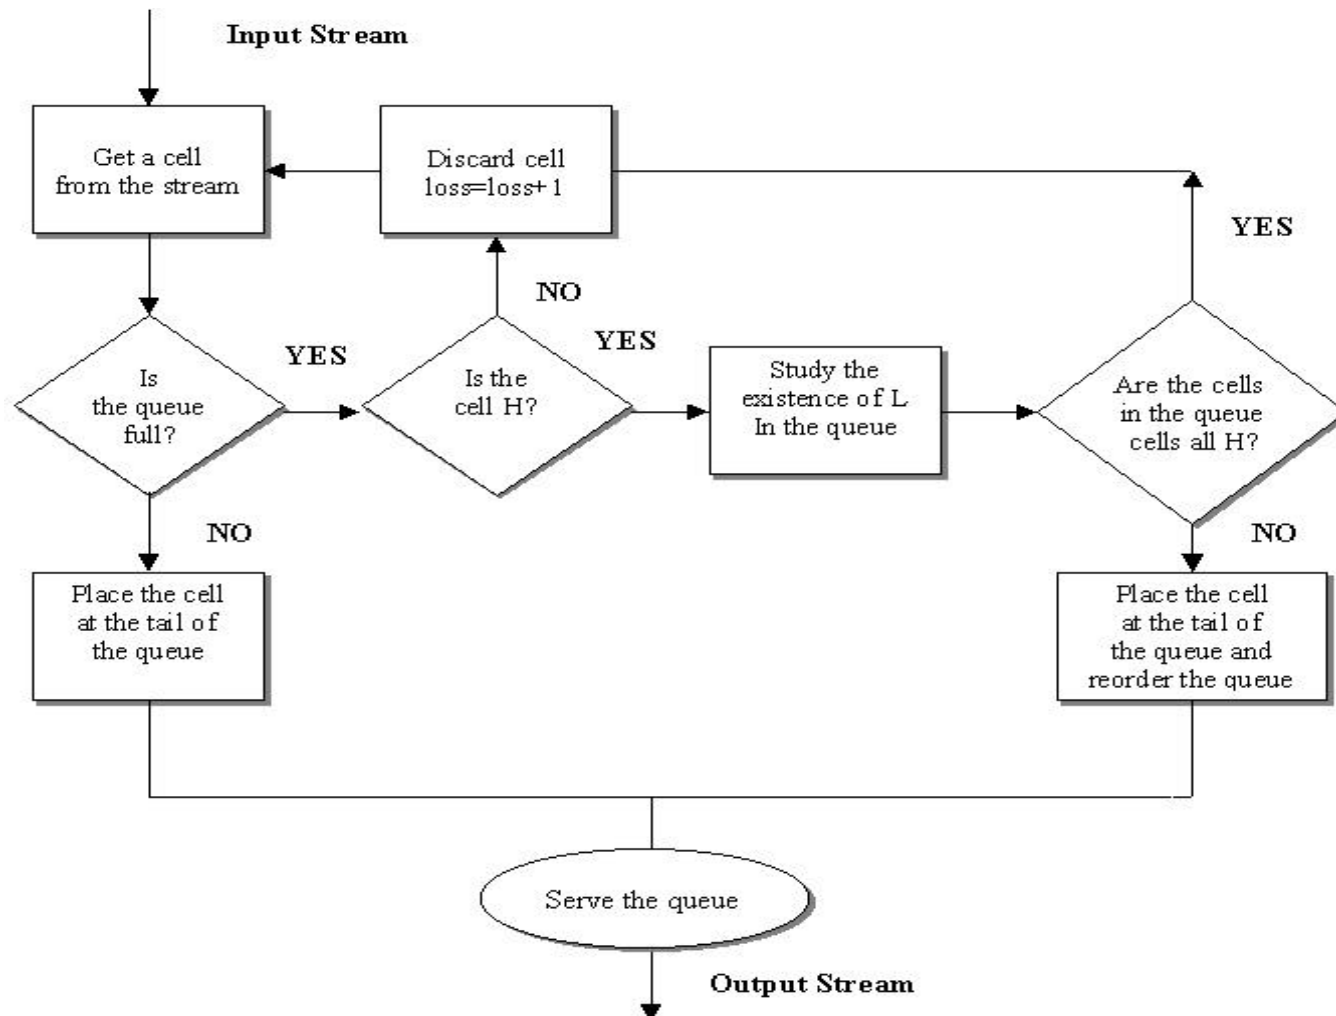 Input Stream
Get a cell
from the stream
Discard cell
loss=loss+1
YES
NO
YES
YES
Is
the queue
full?
Is the
cell H?
Study the
existence of L
In the queue
Are the cells
in the queue
cells all H?
NO
NO
Place the cell
at the tail of
the queue
Place the cell
at the tail of
the queue and
reorder the queue
Serve the queue
Output Stream